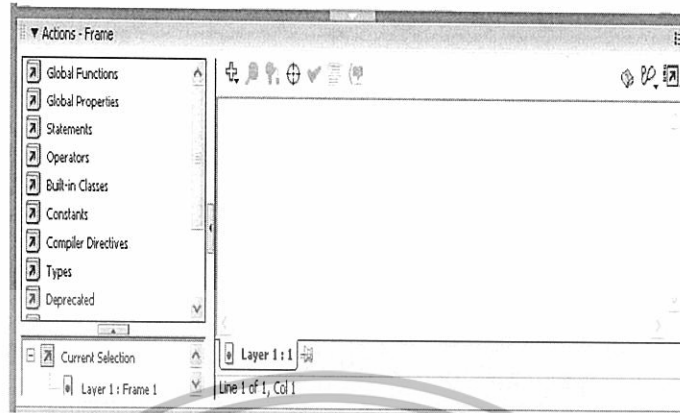 Actions - Frame
Global Functions
Global Properties
Statements
Operators
Built-in Classes
Constants
Compiler Directives
Types
Deprecated
Current Selection
Layer 1 : Frame 1
Layer 1 : 1
Line 1 of 1, Col 1